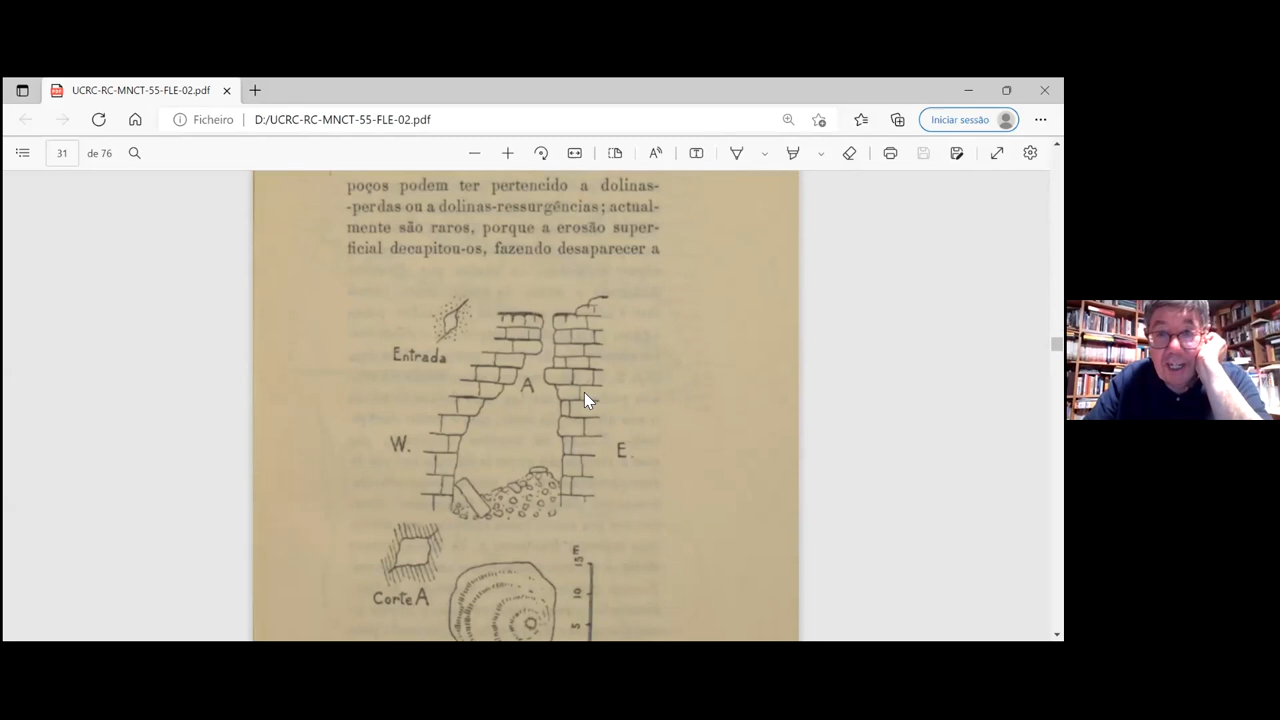 UCRC-RC-MNCT-55-FLE-02.pdf
Ficheiro D:/UCRC-RC-MNCT-55-FLE-02.pdf
Iniciar sessão
31 de 76
poços podem ter pertencido a dolinas-
-perdas ou a dolinas-ressurgências; actual-
mente são raros, porque a erosão super-
ficial decapitou-os, fazendo desaparecer a
Entrada
A
W.
E.
Corte A
15
10
5